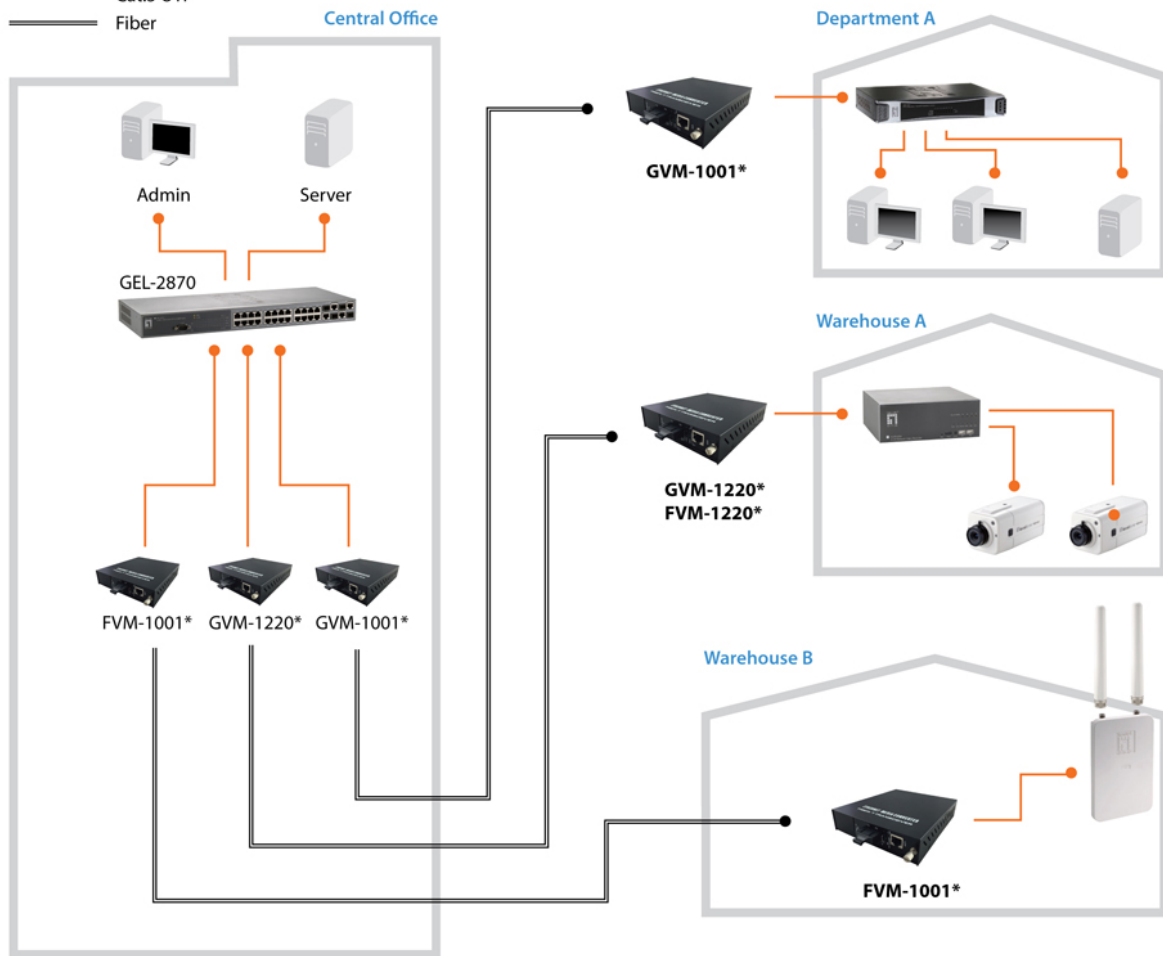 Fiber
Central Office
Department A
Admin
Server
GEL-2870
GVM-1001*
Warehouse A
GVM-1220*
FVM-1220*
FVM-1001*
GVM-1220*
GVM-1001*
Warehouse B
FVM-1001*